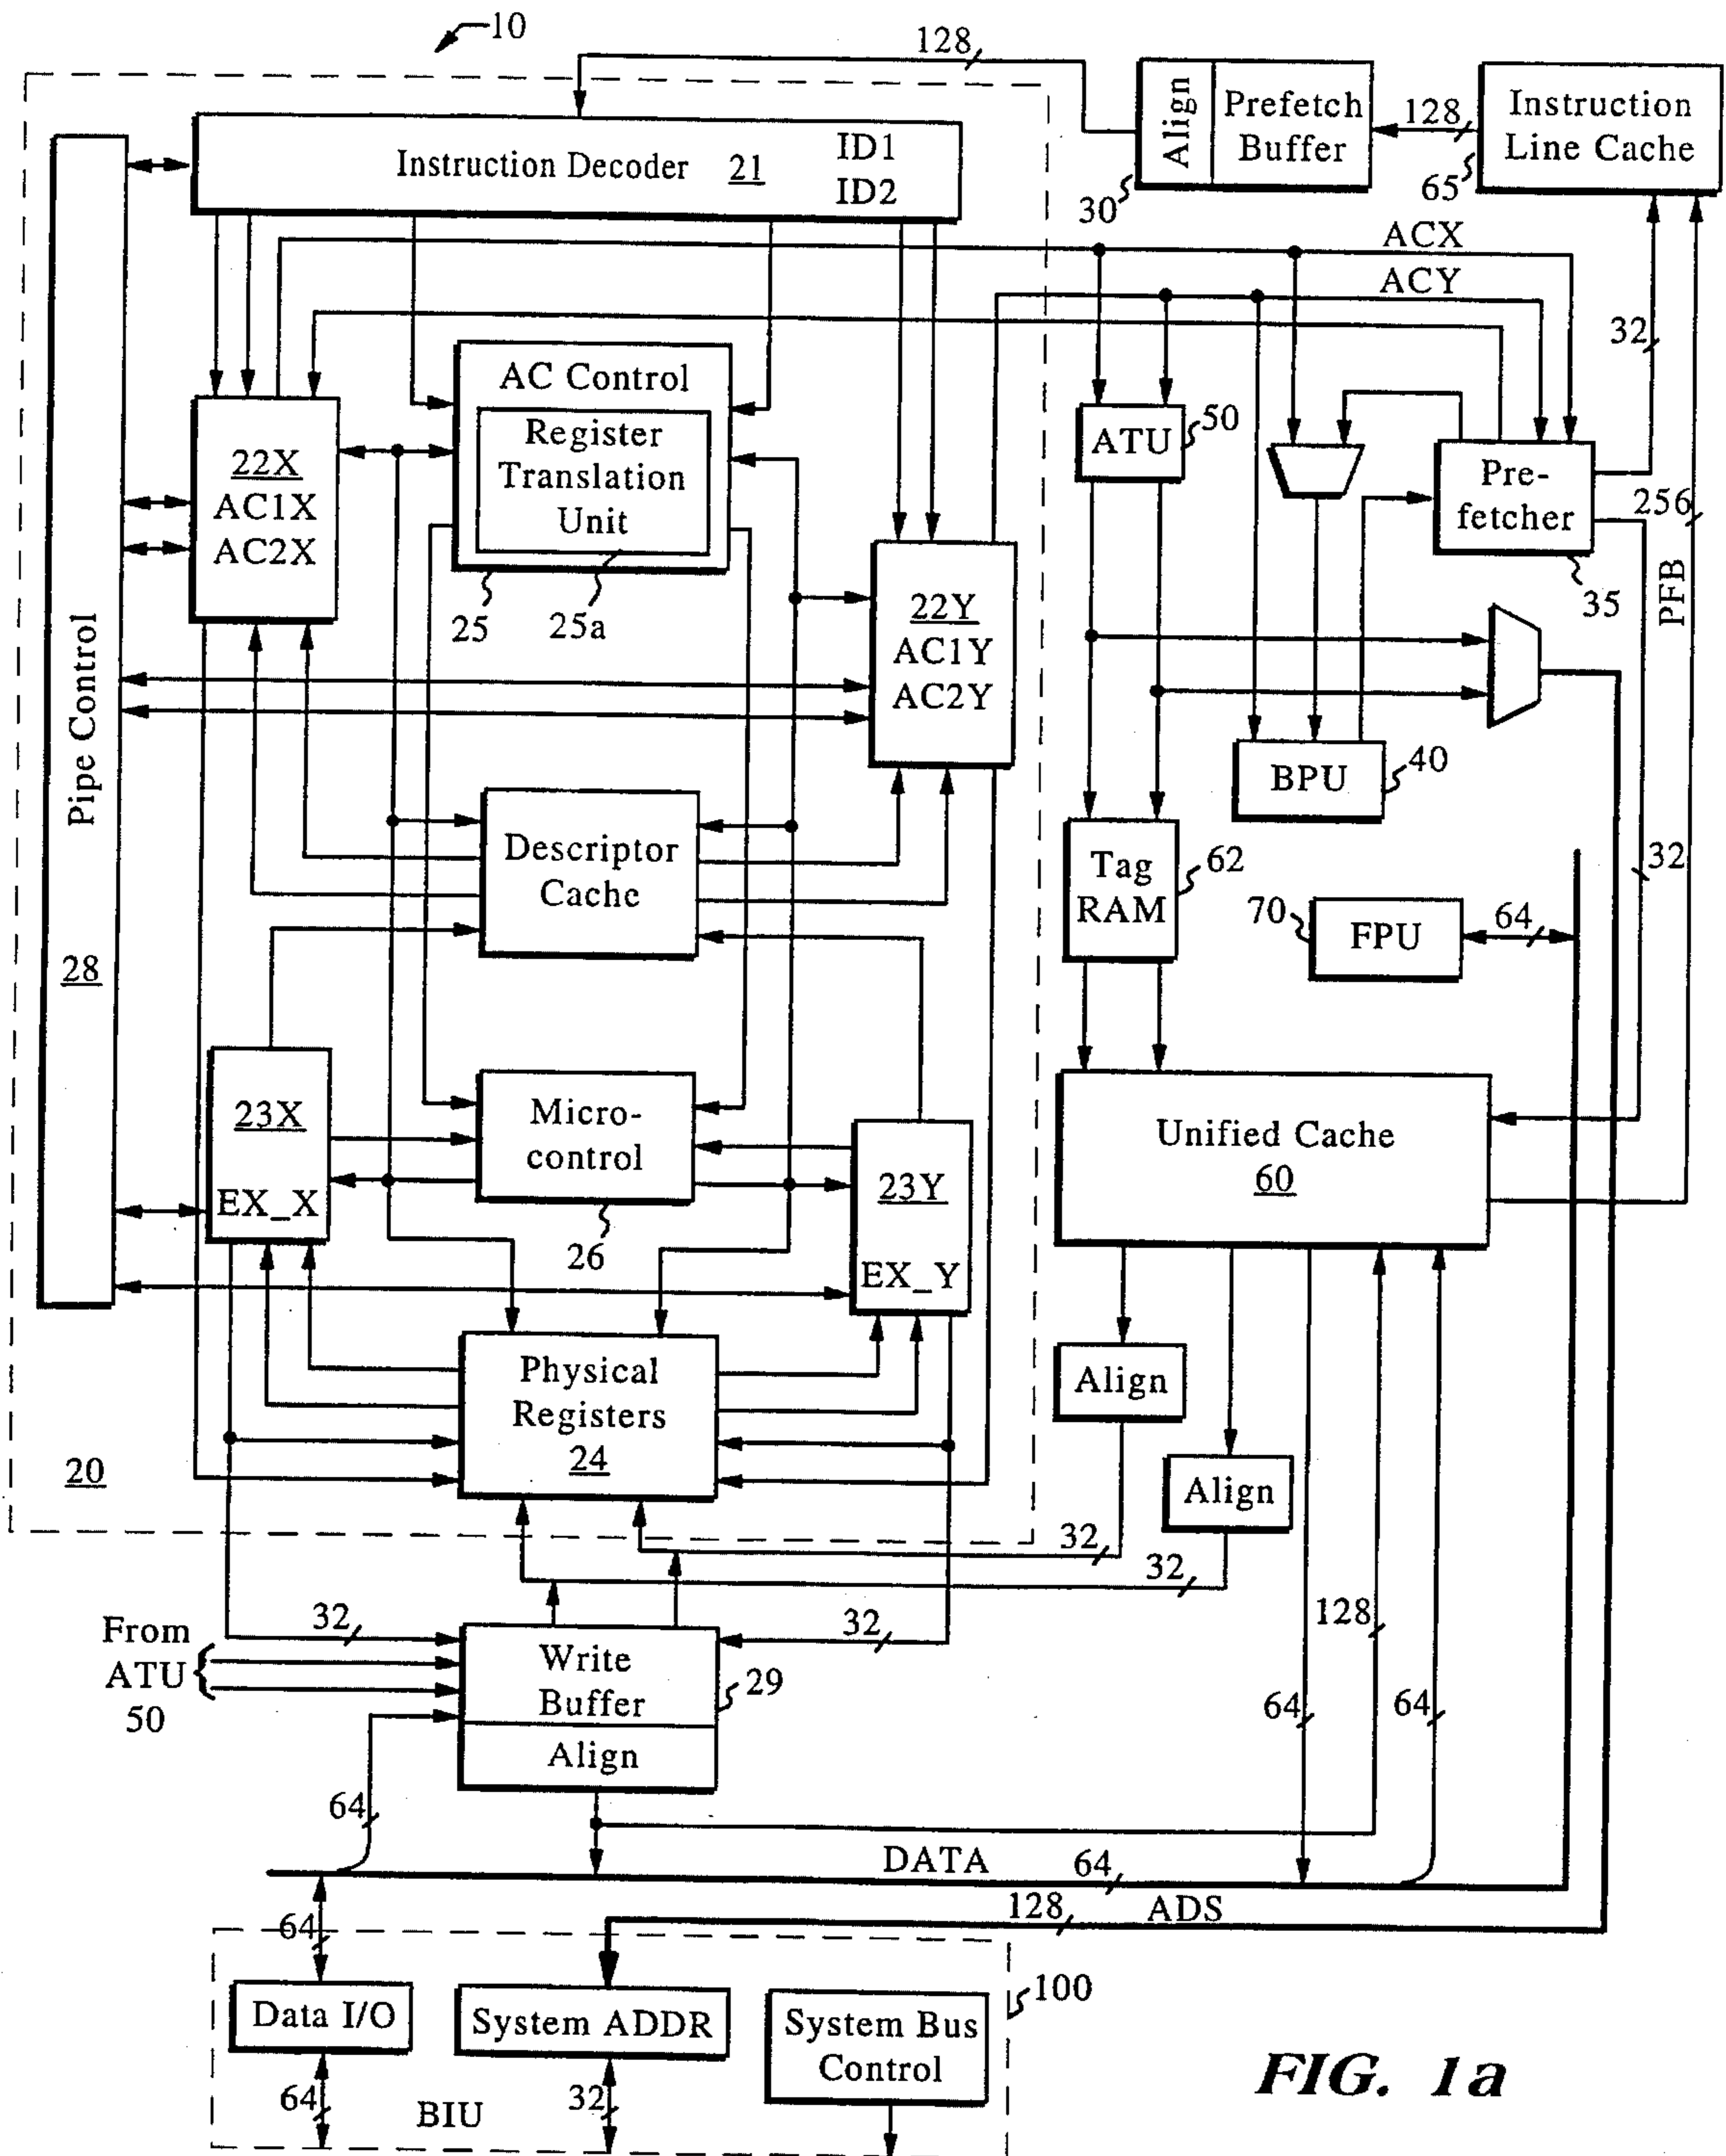 10
128
Align
Prefetch
Buffer
128
Instruction
Line Cache
30
65
Instruction Decoder 21
ID1
ID2
ACX
ACY
32
AC Control
Register
Translation
Unit
25
25a
22X
AC1X
AC2X
ATU
50
Pre-
fetcher
35
256
PFB
22Y
AC1Y
AC2Y
Pipe Control
28
BPU
40
Descriptor
Cache
Tag
RAM
62
32
70
FPU
64
23X
EX_X
Micro-
control
26
23Y
EX_Y
Unified Cache
60
Physical
Registers
24
20
Align
Align
32
32
From
ATU
50
32
32
Write
Buffer
Align
29
128
64
64
64
DATA
64
128
ADS
64
Data I/O
System ADDR
System Bus
Control
100
64
32
BIU
FIG. 1a